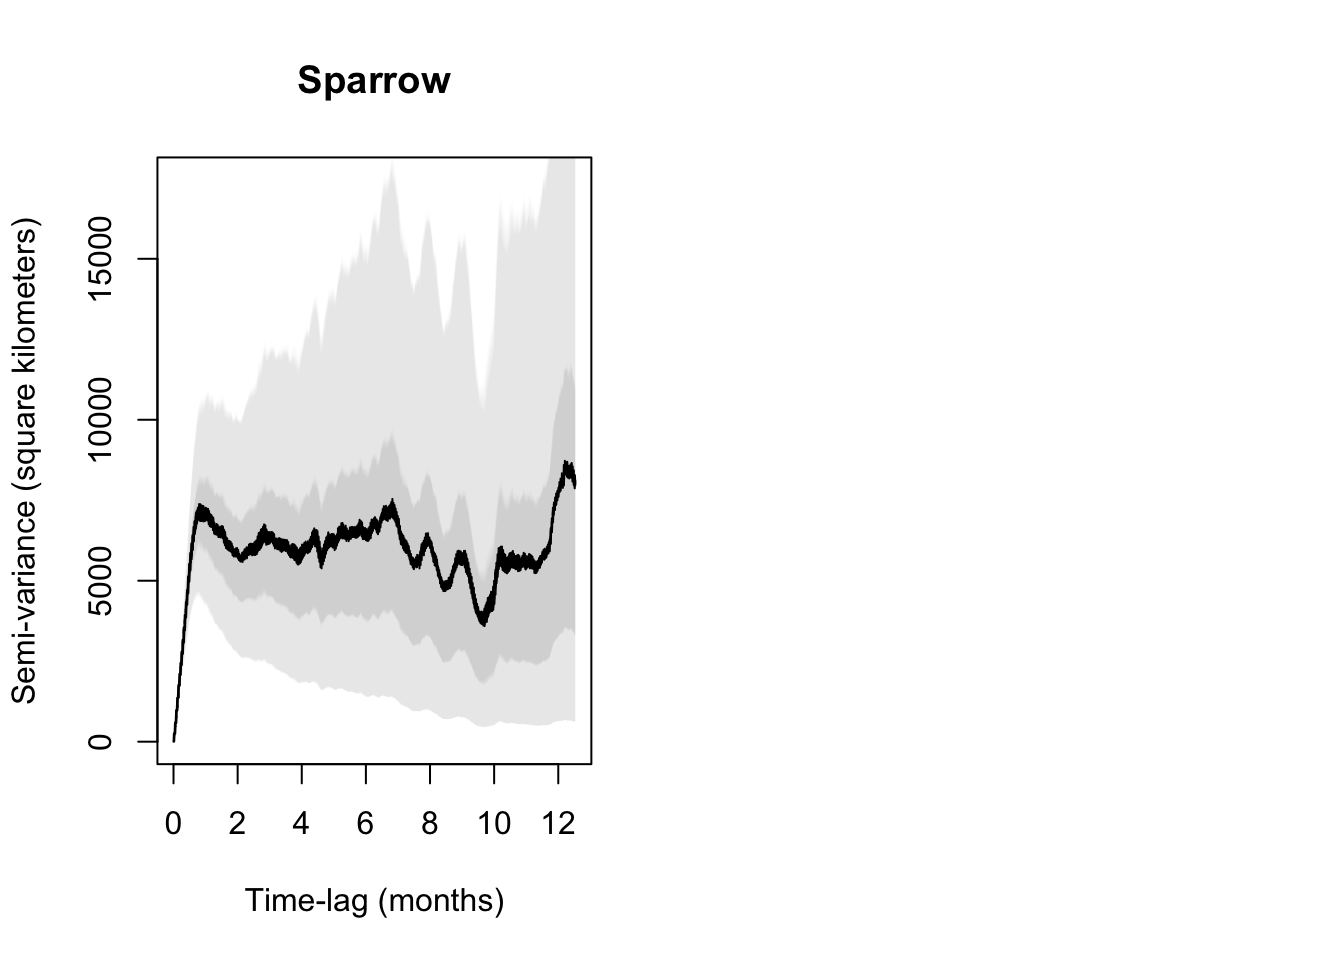 Sparrow
Semi-variance (square kilometers)
15000
10000
5000
0
0 2 4 6 8 10 12
Time-lag (months)